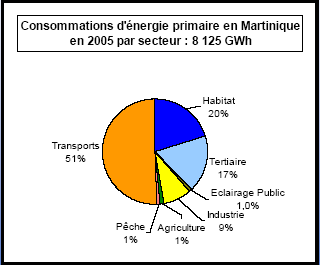 Consommations d'énergie primaire en Martinique
en 2005 par secteur : 8 125 GWh
Habitat
20%
Transports
51%
Tertiaire
17%
Eclairage Public
1,0%
Industrie
9%
Pêche
1%
Agriculture
1%